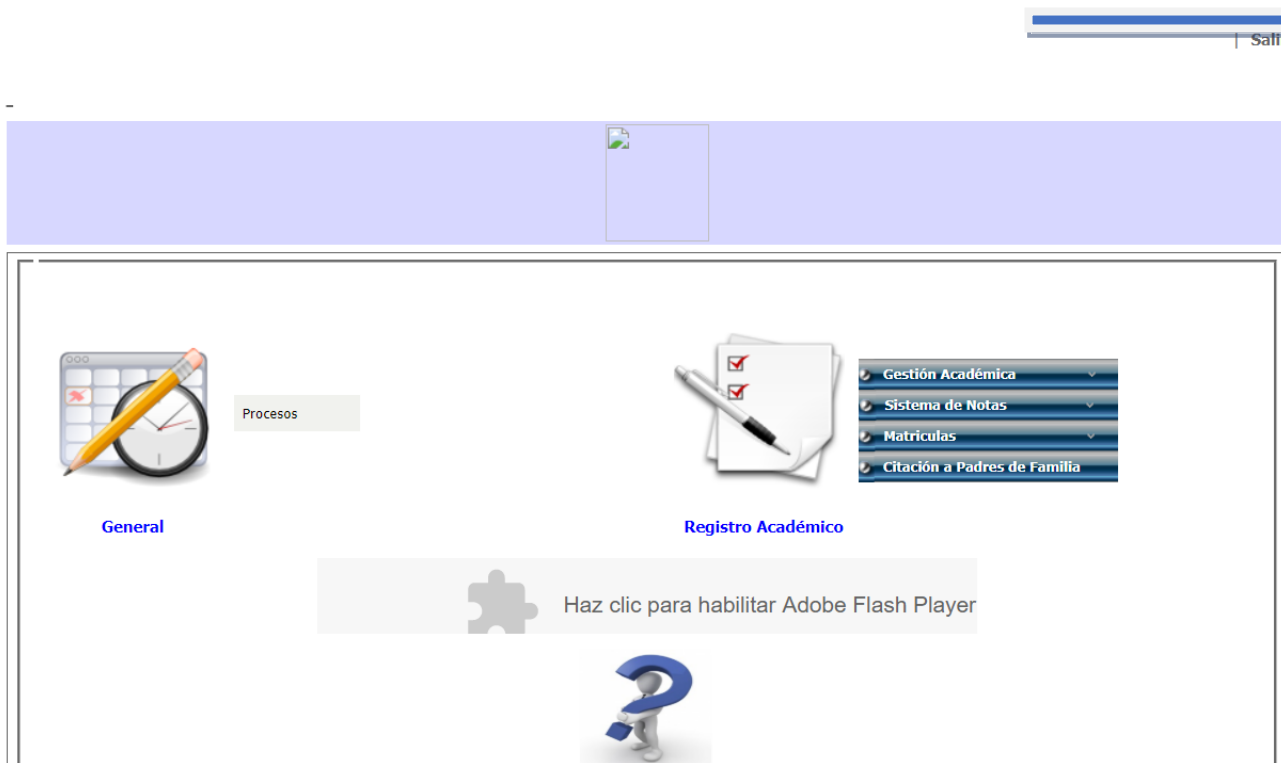 | Sali
Procesos
General
Gestión Académica
Sistema de Notas
Matriculas
Citación a Padres de Familia
Registro Académico
Haz clic para habilitar Adobe Flash Player